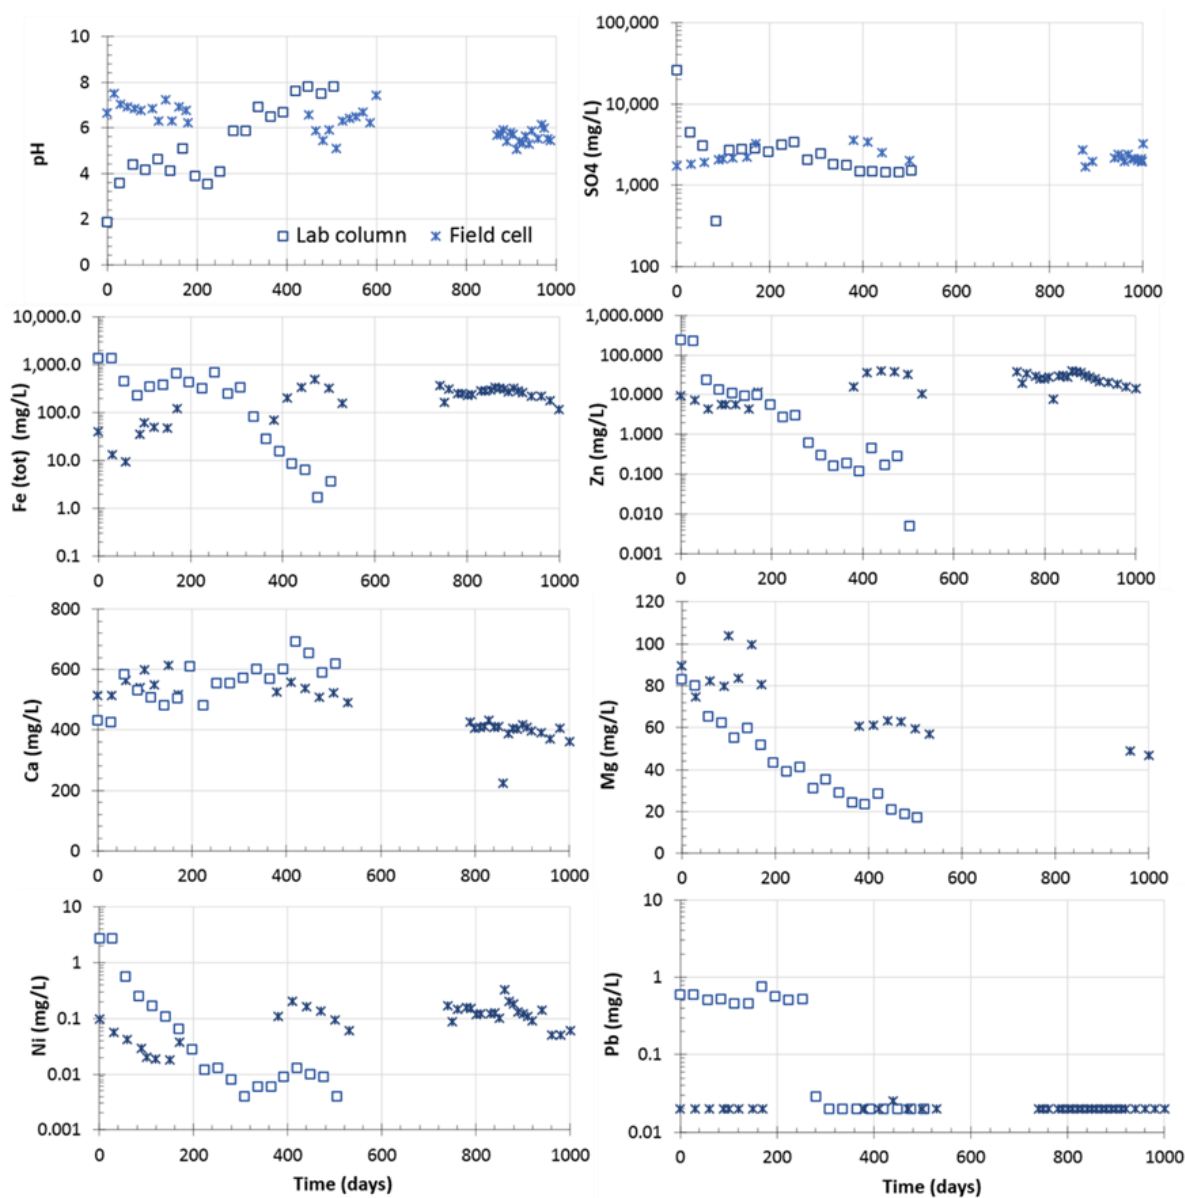 pH
10
8
6
4
2
0
0 200 400 600 800 1000
Lab column Field cell
SO4 (mg/L)
100,000
10,000
1,000
100
0 200 400 600 800 1000
Fe (tot) (mg/L)
10,000.0
1,000.0
100.0
10.0
1.0
0.1
0 200 400 600 800 1000
Zn (mg/L)
1,000.000
100.000
10.000
1.000
0.100
0.010
0.001
0 200 400 600 800 1000
Ca (mg/L)
800
600
400
200
0
0 200 400 600 800 1000
Mg (mg/L)
120
100
80
60
40
20
0
0 200 400 600 800 1000
Ni (mg/L)
10
1
0.1
0.01
0.001
0 200 400 600 800 1000
Time (days)
Pb (mg/L)
10
1
0.1
0.01
0 200 400 600 800 1000
Time (days)